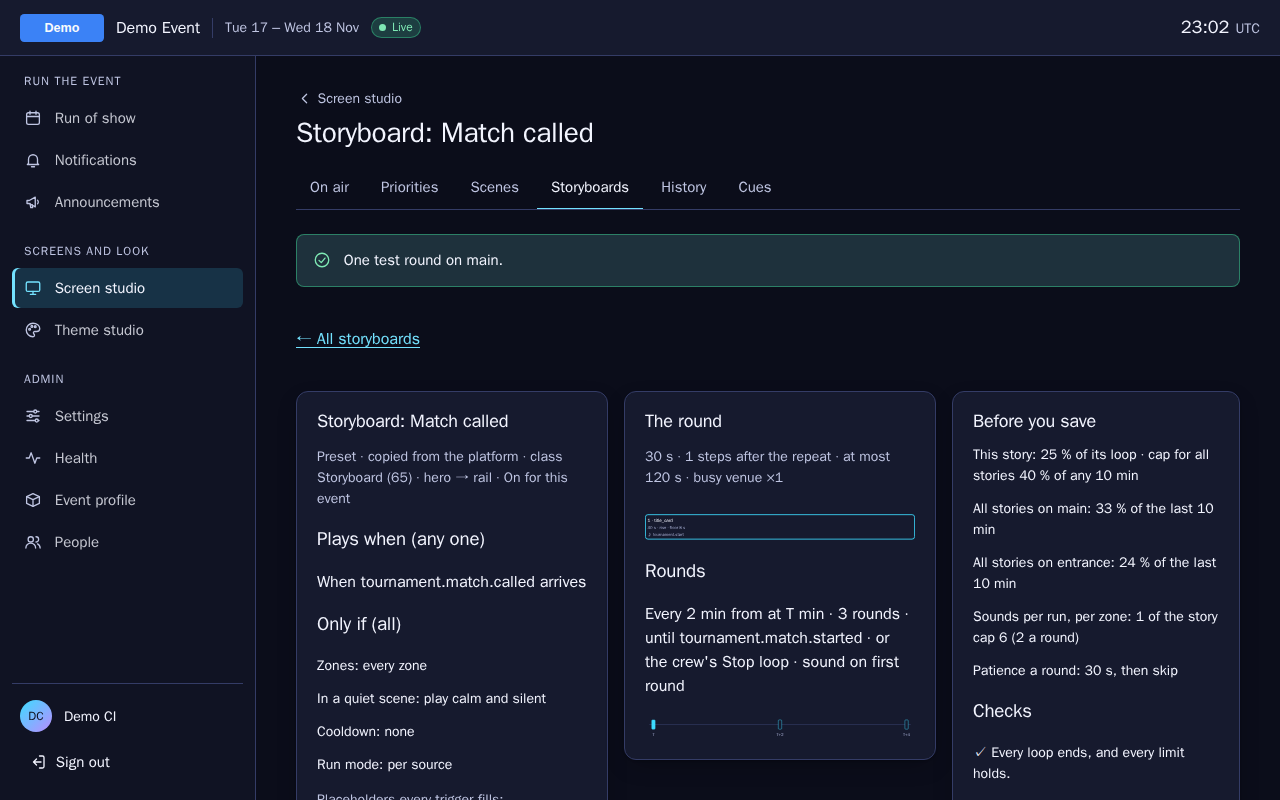 Demo
Demo Event
Tue 17 – Wed 18 Nov
Live
23:02 UTC
RUN THE EVENT
Run of show
Notifications
Announcements
SCREENS AND LOOK
Screen studio
Theme studio
ADMIN
Settings
Health
Event profile
People
DC
Demo CI
Sign out
Screen studio
Storyboard: Match called
On air
Priorities
Scenes
Storyboards
History
Cues
One test round on main.
← All storyboards
Storyboard: Match called
Preset · copied from the platform · class
Storyboard (65) · hero → rail · On for this
event
Plays when (any one)
When tournament.match.called arrives
Only if (all)
Zones: every zone
In a quiet scene: play calm and silent
Cooldown: none
Run mode: per source
Placeholders every trigger fills:
The round
30 s · 1 steps after the repeat · at most
120 s · busy venue ×1
Rounds
Every 2 min from at T min · 3 rounds ·
until tournament.match.started · or
the crew's Stop loop · sound on first
round
Before you save
This story: 25 % of its loop · cap for all
stories 40 % of any 10 min
All stories on main: 33 % of the last 10
min
All stories on entrance: 24 % of the last
10 min
Sounds per run, per zone: 1 of the story
cap 6 (2 a round)
Patience a round: 30 s, then skip
Checks
✓ Every loop ends, and every limit
holds.